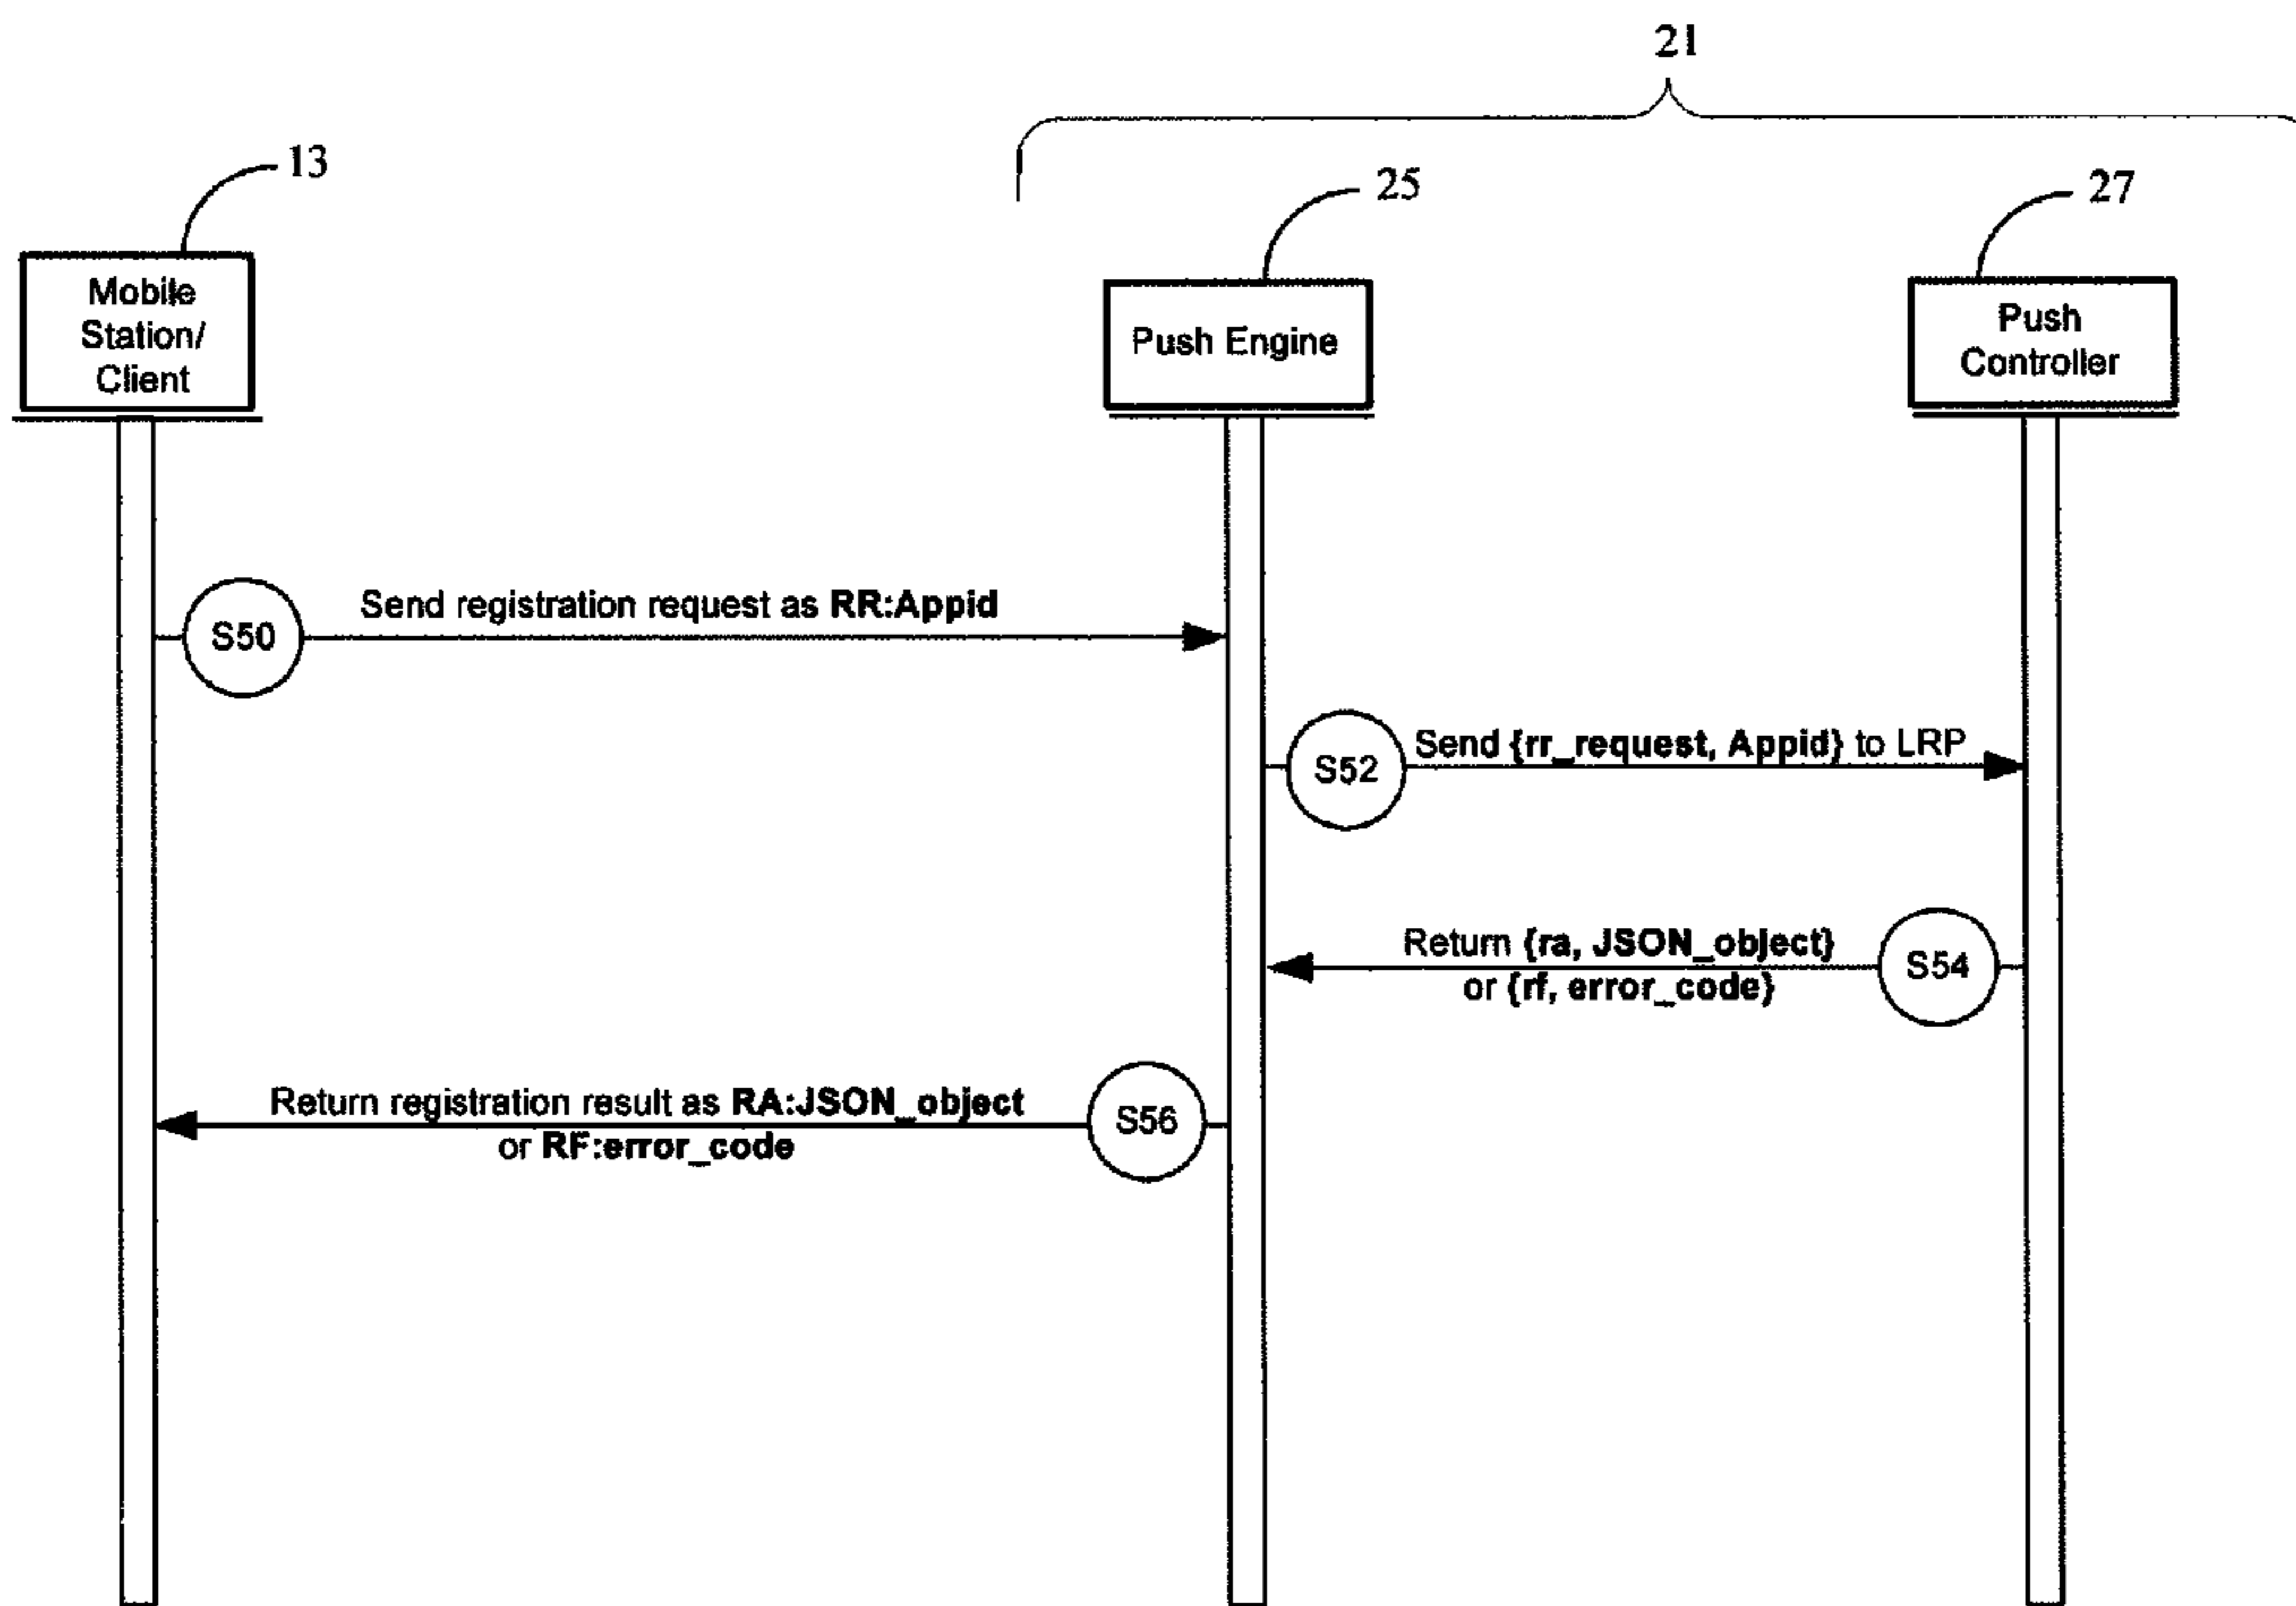 21
13
25
27
Mobile
Station/
Client
Push Engine
Push
Controller
Send registration request as RR:Appid
S50
Send {rr_request, Appid} to LRP
S52
Return {ra, JSON_object}
or {rf, error_code}
S54
Return registration result as RA:JSON_object
or RF:error_code
S56